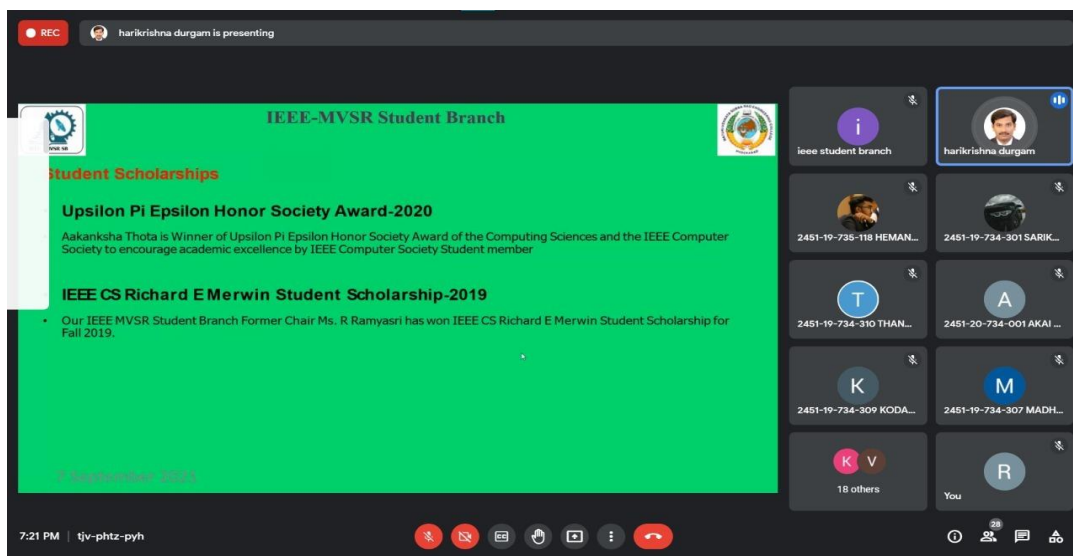 REC
harikrishna durgam is presenting
IEEE-MVSR Student Branch
Student Scholarships
Upsilon Pi Epsilon Honor Society Award-2020
Aakanksha Thota is Winner of Upsilon Pi Epsilon Honor Society Award of the Computing Sciences and the IEEE Computer
Society to encourage academic excellence by IEEE Computer Society Student member
IEEE CS Richard E Merwin Student Scholarship-2019
• Our IEEE MVSR Student Branch Former Chair Ms. R Ramyasri has won IEEE CS Richard E Merwin Student Scholarship for
Fall 2019.
September 2021
i
ieee student branch
harikrishna durgam
2451-19-735-118 HEMAN...
2451-19-734-301 SARIK...
T
2451-19-734-310 THAN...
A
2451-20-734-001 AKAI ...
K
2451-19-734-309 KODA...
M
2451-19-734-307 MADH...
K V
18 others
R
You
7:21 PM | tjv-phtz-pyh
CC
28